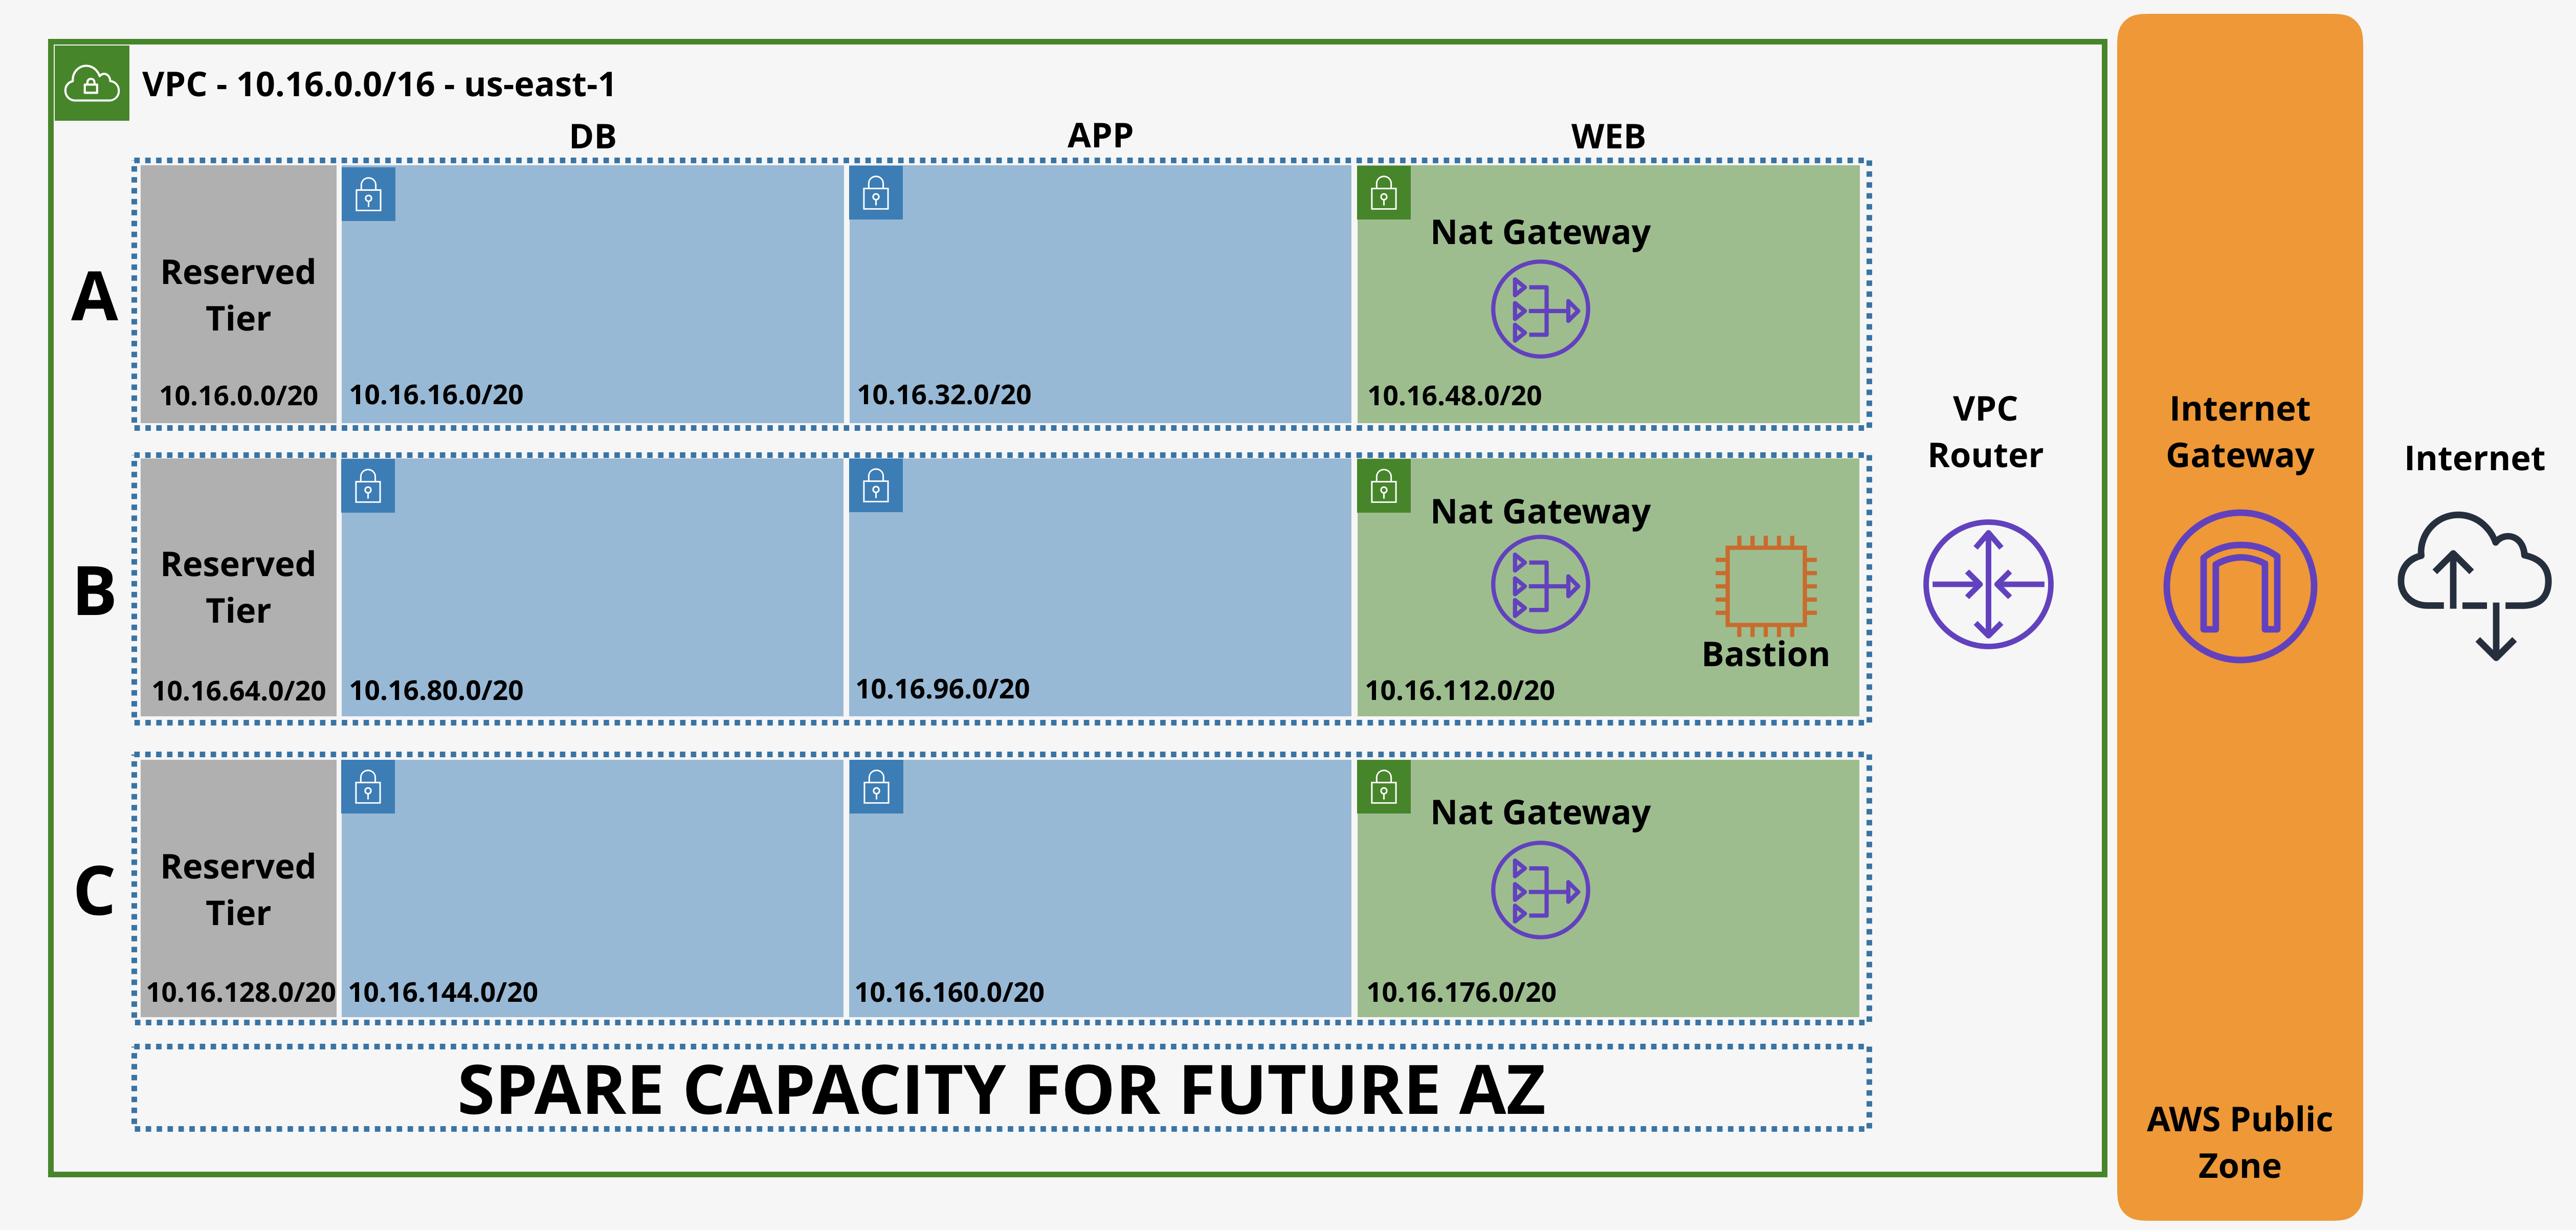 VPC - 10.16.0.0/16 - us-east-1
DB
APP
WEB
A
Reserved
Tier
10.16.0.0/20
10.16.16.0/20
10.16.32.0/20
Nat Gateway
10.16.48.0/20
B
Reserved
Tier
10.16.64.0/20
10.16.80.0/20
10.16.96.0/20
Nat Gateway
Bastion
10.16.112.0/20
C
Reserved
Tier
10.16.128.0/20
10.16.144.0/20
10.16.160.0/20
Nat Gateway
10.16.176.0/20
SPARE CAPACITY FOR FUTURE AZ
VPC
Router
Internet
Gateway
AWS Public
Zone
Internet